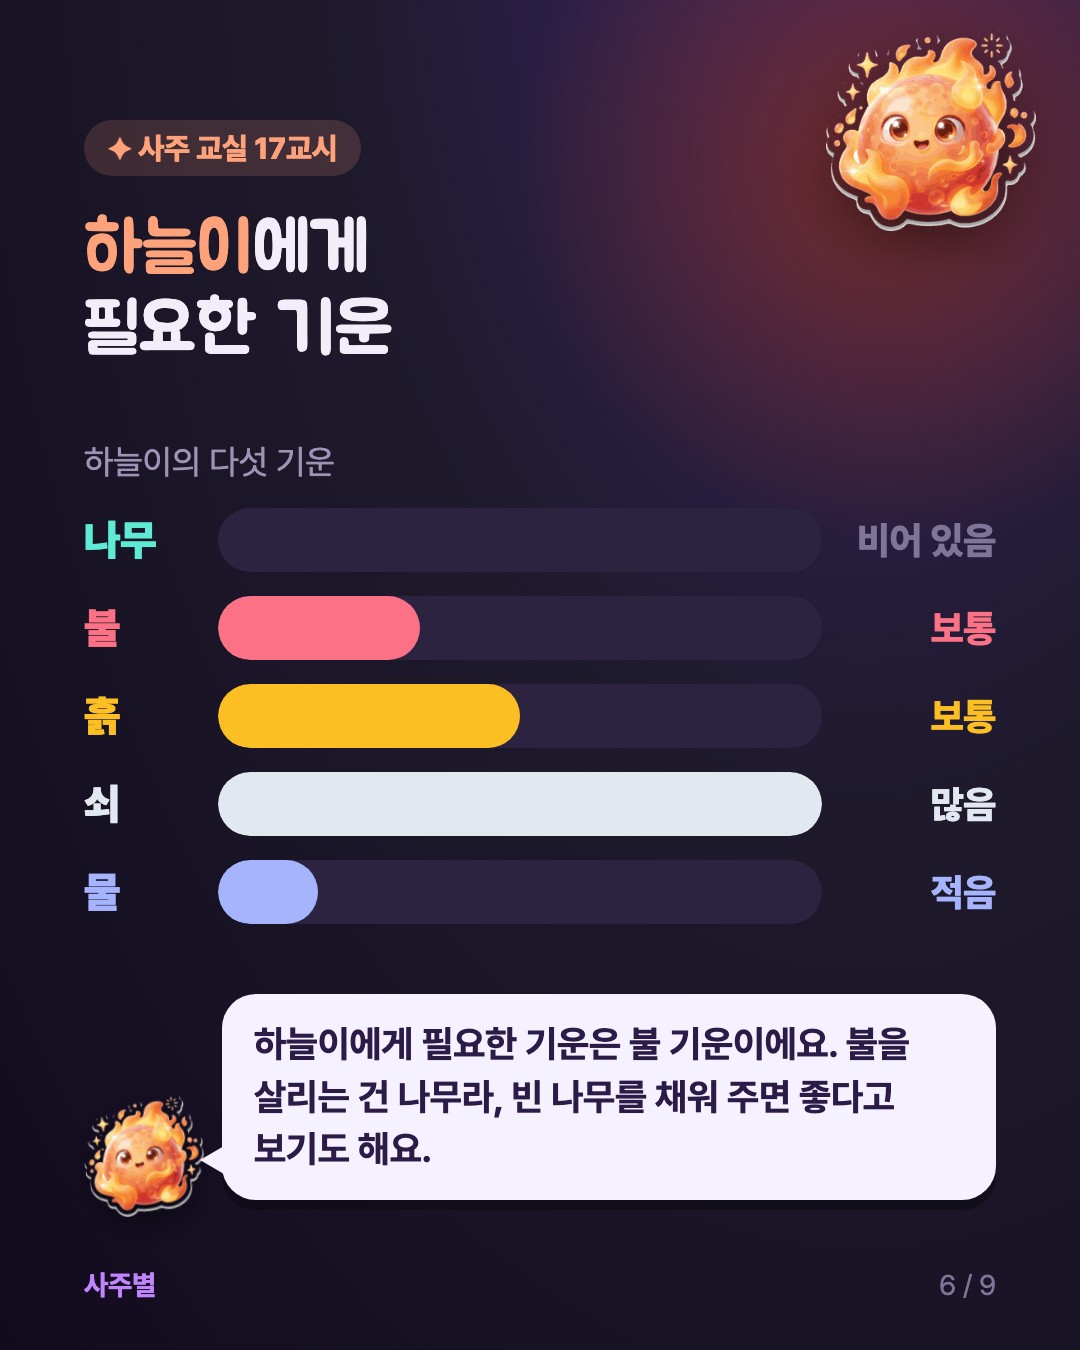 ✦ 사주 교실 17교시
하늘이에게
필요한 기운
하늘이의 다섯 기운
나무 비어 있음
불 보통
흙 보통
쇠 많음
물 적음
하늘이에게 필요한 기운은 불 기운이에요. 불을
살리는 건 나무라, 빈 나무를 채워 주면 좋다고
보기도 해요.
사주별 6 / 9